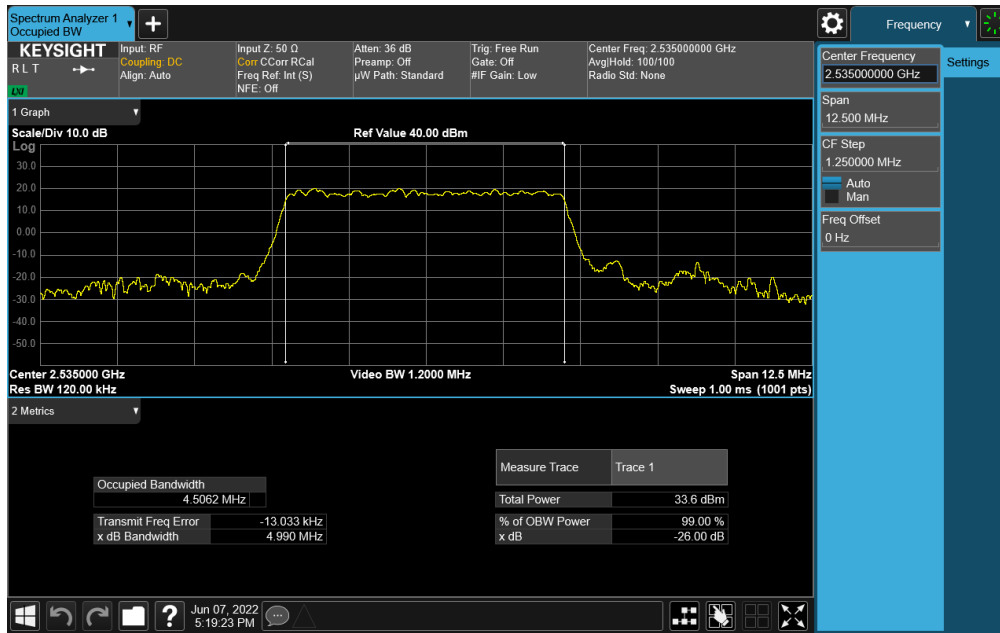 Spectrum Analyzer 1
Occupied BW
Frequency
KEYSIGHT
R L T
LXI
Input: RF
Coupling: DC
Align: Auto
Input Z: 50 Ω
Corr CCorr RCal
Freq Ref: Int (S)
NFE: Off
Atten: 36 dB
Preamp: Off
µW Path: Standard
Trig: Free Run
Gate: Off
#IF Gain: Low
Center Freq: 2.535000000 GHz
Avg|Hold: 100/100
Radio Std: None
Center Frequency
2.535000000 GHz
Settings
Span
12.500 MHz
CF Step
1.250000 MHz
Auto
Man
Freq Offset
0 Hz
1 Graph
Scale/Div 10.0 dB
Ref Value 40.00 dBm
Log
30.0
20.0
10.0
0.00
-10.0
-20.0
-30.0
-40.0
-50.0
Center 2.535000 GHz
Video BW 1.2000 MHz
Span 12.5 MHz
Res BW 120.00 kHz
Sweep 1.00 ms (1001 pts)
2 Metrics
Occupied Bandwidth
4.5062 MHz
Transmit Freq Error -13.033 kHz
x dB Bandwidth 4.990 MHz
Measure Trace Trace 1
Total Power 33.6 dBm
% of OBW Power 99.00 %
x dB -26.00 dB
Jun 07, 2022
5:19:23 PM